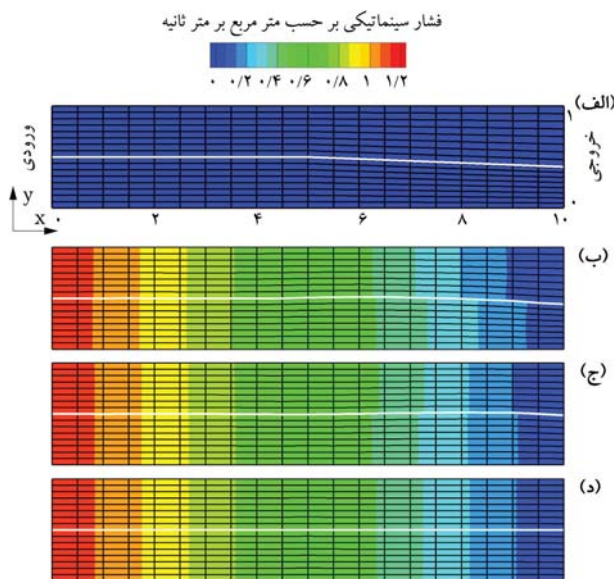 فشار سینماتیکی بر حسب متر مربع بر متر ثانیه
۰ ۰/۲ ۰/۴ ۰/۶ ۰/۸ ۱ ۱/۲
(الف)
ورودی
خروجی
۱
۰
y
x
۰ ۲ ۴ ۶ ۸ ۱۰
(ب)
(ج)
(د)